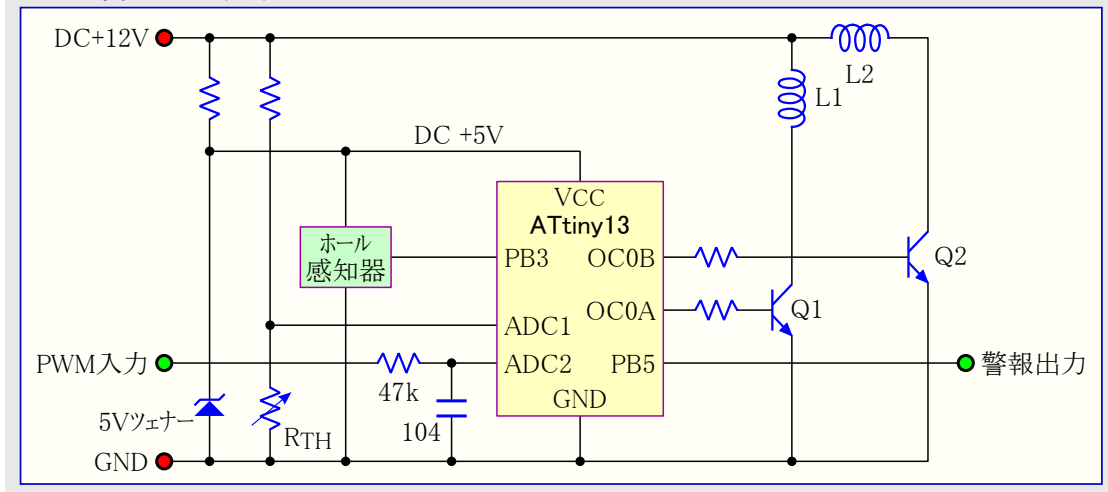 DC+12V
L2
L1
DC +5V
VCC
ATtiny13
ホール
感知器
PB3
OC0B
Q2
OC0A
Q1
ADC1
PWM入力
ADC2
PB5
警報出力
47k
GND
5Vツェナー
104
RTH
GND